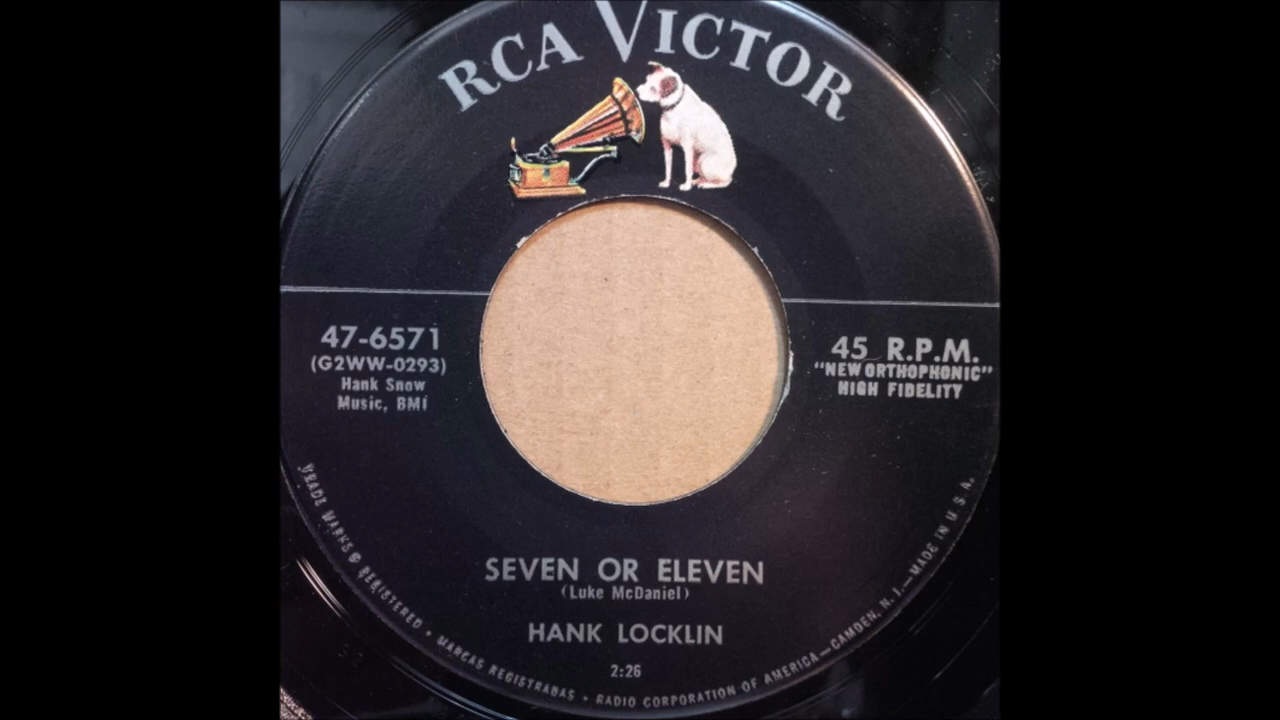 RCA VICTOR
47-6571
(G2WW-0293)
Hank Snow
Music, BMI
45 R.P.M.
"NEW ORTHOPHONIC"
HIGH FIDELITY
SEVEN OR ELEVEN
(Luke McDaniel)
HANK LOCKLIN
2:26
TRADE MARKS ® REGISTERED • MARCAS REGISTRADAS • RADIO CORPORATION OF AMERICA—CAMDEN, N. J.—MADE IN U. S. A.